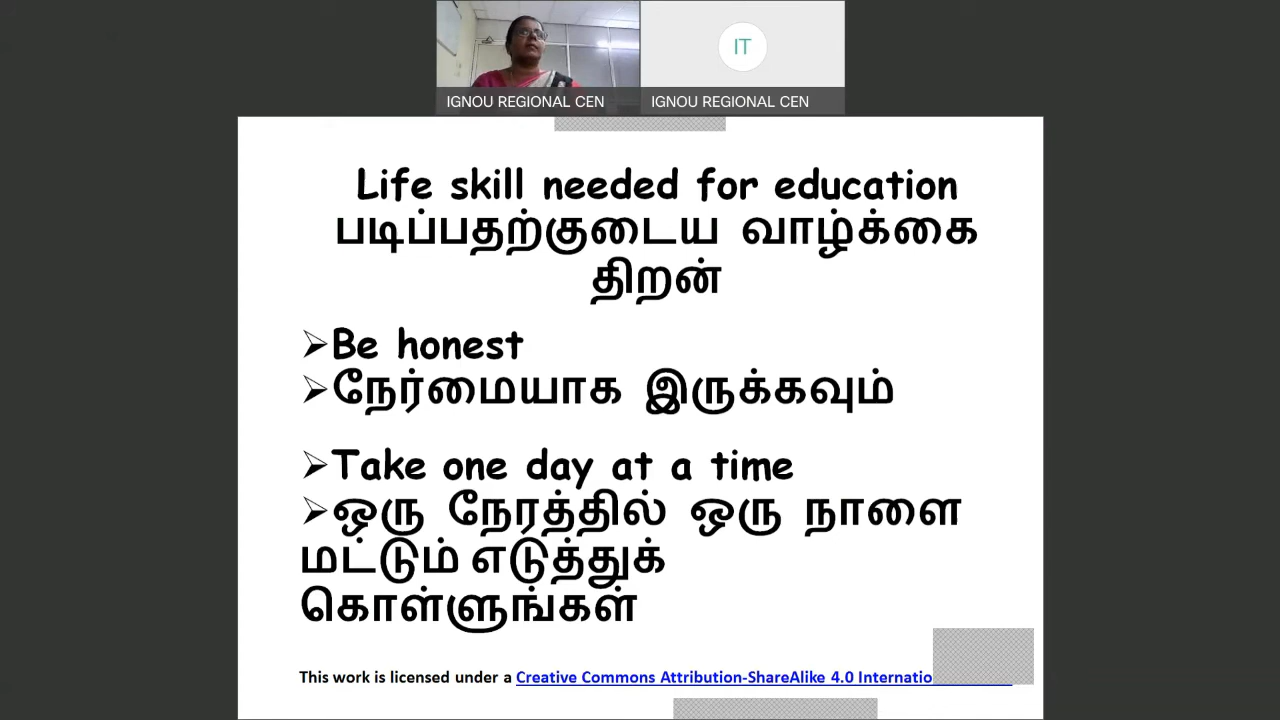 IT
IGNOU REGIONAL CEN
IGNOU REGIONAL CEN
Life skill needed for education
படிப்பதற்குடைய வாழ்க்கை
திறன்
➢Be honest
➢நேர்மையாக இருக்கவும்
➢Take one day at a time
➢ஒரு நேரத்தில் ஒரு நாளை
மட்டும் எடுத்துக்
கொள்ளுங்கள்
This work is licensed under a Creative Commons Attribution-ShareAlike 4.0 Internatio